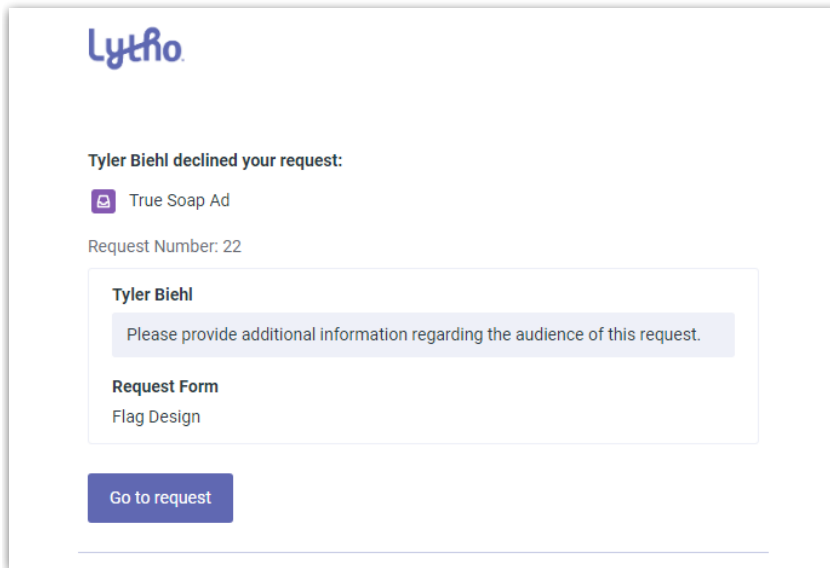 Lytho.
Tyler Biehl declined your request:
True Soap Ad
Request Number: 22
Tyler Biehl
Please provide additional information regarding the audience of this request.
Request Form
Flag Design
Go to request